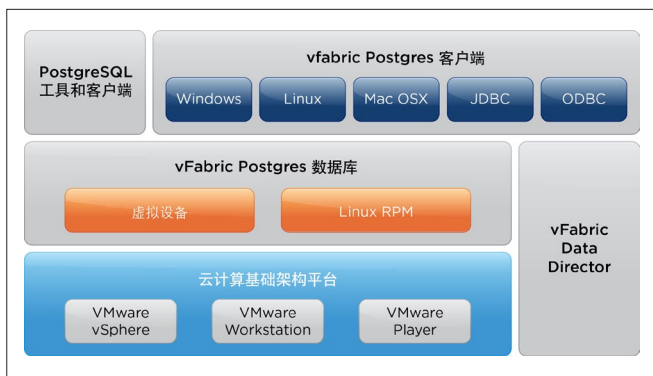 PostgreSQL
工具和客户端
vfabric Postgres 客户端
Windows
Linux
Mac OSX
JDBC
ODBC
vFabric Postgres 数据库
虚拟设备
Linux RPM
vFabric
Data
Director
云计算基础架构平台
VMware
vSphere
VMware
Workstation
VMware
Player